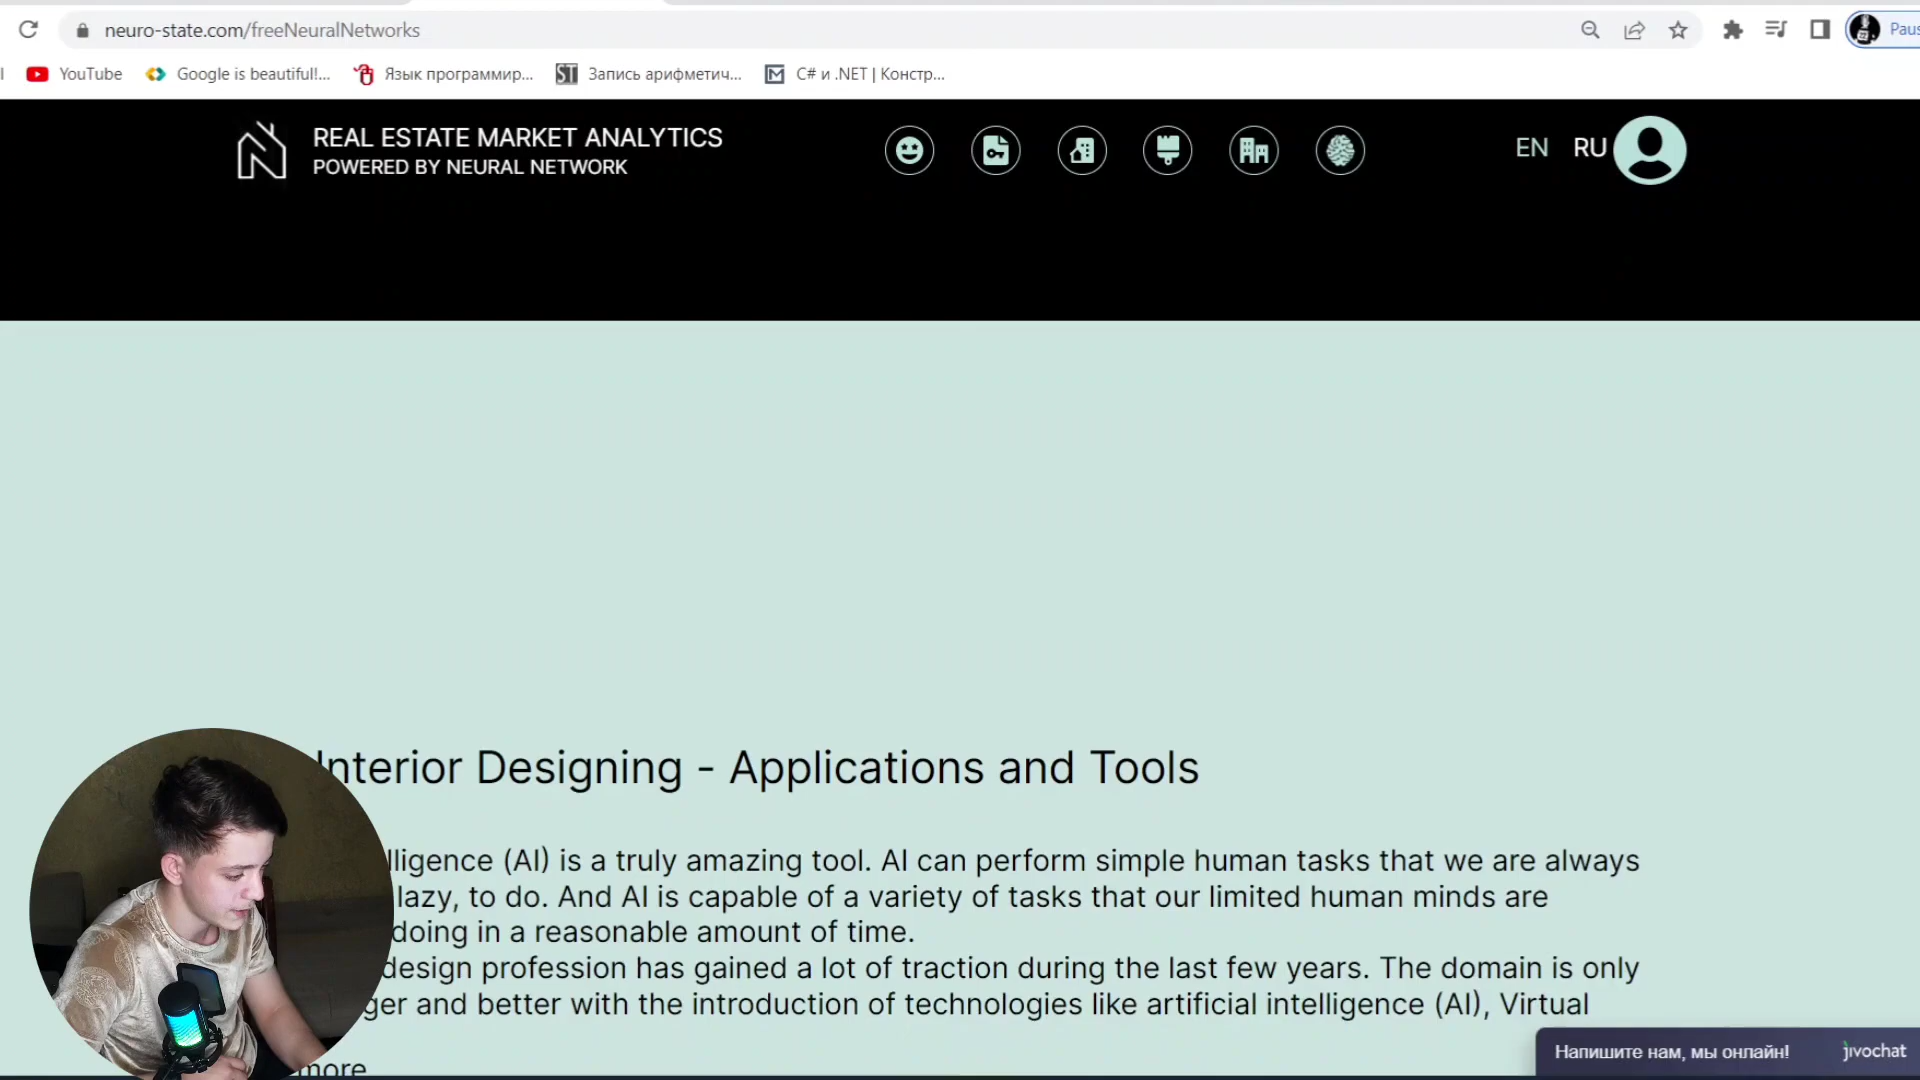 neuro-state.com/freeNeuralNetworks
Paus
YouTube
Google is beautiful!...
Язык программир...
Запись арифметич...
C# и .NET | Констр...
REAL ESTATE MARKET ANALYTICS
POWERED BY NEURAL NETWORK
EN RU
Interior Designing - Applications and Tools
lligence (AI) is a truly amazing tool. AI can perform simple human tasks that we are always
lazy, to do. And AI is capable of a variety of tasks that our limited human minds are
doing in a reasonable amount of time.
design profession has gained a lot of traction during the last few years. The domain is only
ger and better with the introduction of technologies like artificial intelligence (AI), Virtual
more
Напишите нам, мы онлайн!
jivochat